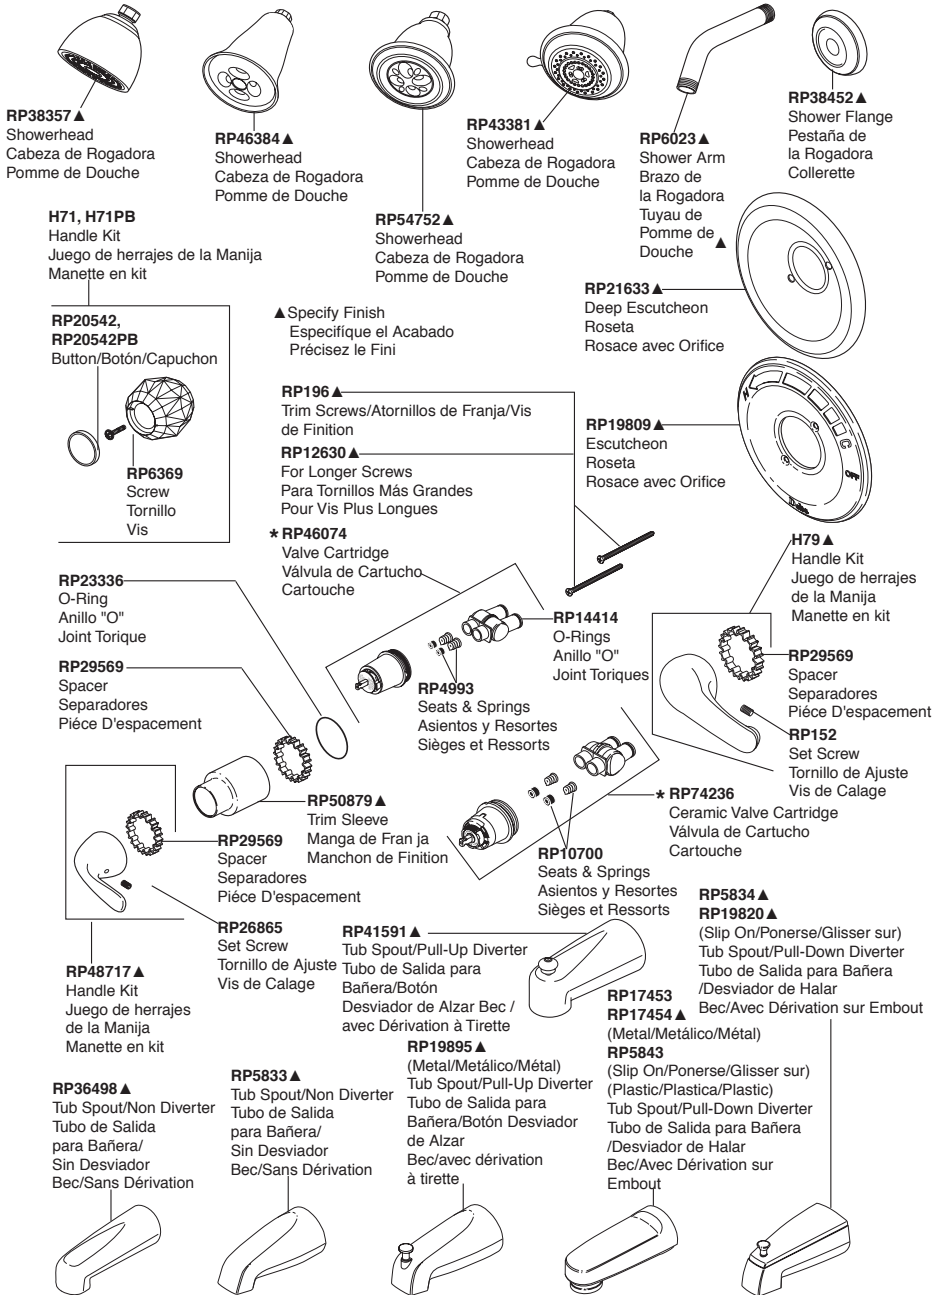 RP38357▲
Showerhead
Cabeza de Rogadora
Pomme de Douche
RP46384▲
Showerhead
Cabeza de Rogadora
Pomme de Douche
RP54752▲
Showerhead
Cabeza de Rogadora
Pomme de Douche
RP43381▲
Showerhead
Cabeza de Rogadora
Pomme de Douche
RP6023▲
Shower Arm
Brazo de
la Rogadora
Tuyau de
Pomme de
Douche ▲
RP38452▲
Shower Flange
Pestaña de
la Rogadora
Collerette
H71, H71PB
Handle Kit
Juego de herrajes de la Manija
Manette en kit
RP20542,
RP20542PB
Button/Botón/Capuchon
RP6369
Screw
Tornillo
Vis
▲Specify Finish
Especifíque el Acabado
Précisez le Fini
RP21633▲
Deep Escutcheon
Roseta
Rosace avec Orifice
RP196▲
Trim Screws/Atornillos de Franja/Vis
de Finition
RP12630▲
For Longer Screws
Para Tornillos Más Grandes
Pour Vis Plus Longues
RP19809▲
Escutcheon
Roseta
Rosace avec Orifice
H
C
OFF
Delta
*RP46074
Valve Cartridge
Válvula de Cartucho
Cartouche
H79▲
Handle Kit
Juego de herrajes
de la Manija
Manette en kit
RP23336
O-Ring
Anillo "O"
Joint Torique
RP14414
O-Rings
Anillo "O"
Joint Toriques
RP29569
Spacer
Separadores
Piéce D'espacement
RP4993
Seats & Springs
Asientos y Resortes
Sièges et Ressorts
RP29569
Spacer
Separadores
Piéce D'espacement
RP152
Set Screw
Tornillo de Ajuste
Vis de Calage
RP50879▲
Trim Sleeve
Manga de Fran ja
Manchon de Finition
*RP74236
Ceramic Valve Cartridge
Válvula de Cartucho
Cartouche
RP29569
Spacer
Separadores
Piéce D'espacement
RP10700
Seats & Springs
Asientos y Resortes
Sièges et Ressorts
RP26865
Set Screw
Tornillo de Ajuste
Vis de Calage
RP48717▲
Handle Kit
Juego de herrajes
de la Manija
Manette en kit
RP41591▲
Tub Spout/Pull-Up Diverter
Tubo de Salida para
Bañera/Botón
Desviador de Alzar Bec /
avec Dérivation à Tirette
RP5834▲
RP19820▲
(Slip On/Ponerse/Glisser sur)
Tub Spout/Pull-Down Diverter
Tubo de Salida para Bañera
/Desviador de Halar
Bec/Avec Dérivation sur Embout
RP36498▲
Tub Spout/Non Diverter
Tubo de Salida
para Bañera/
Sin Desviador
Bec/Sans Dérivation
RP5833▲
Tub Spout/Non Diverter
Tubo de Salida
para Bañera/
Sin Desviador
Bec/Sans Dérivation
RP19895▲
(Metal/Metálico/Métal)
Tub Spout/Pull-Up Diverter
Tubo de Salida para
Bañera/Botón Desviador
de Alzar
Bec/avec dérivation
à tirette
RP17453
RP17454▲
(Metal/Metálico/Métal)
RP5843
(Slip On/Ponerse/Glisser sur)
(Plastic/Plastica/Plastic)
Tub Spout/Pull-Down Diverter
Tubo de Salida para Bañera
/Desviador de Halar
Bec/Avec Dérivation sur
Embout